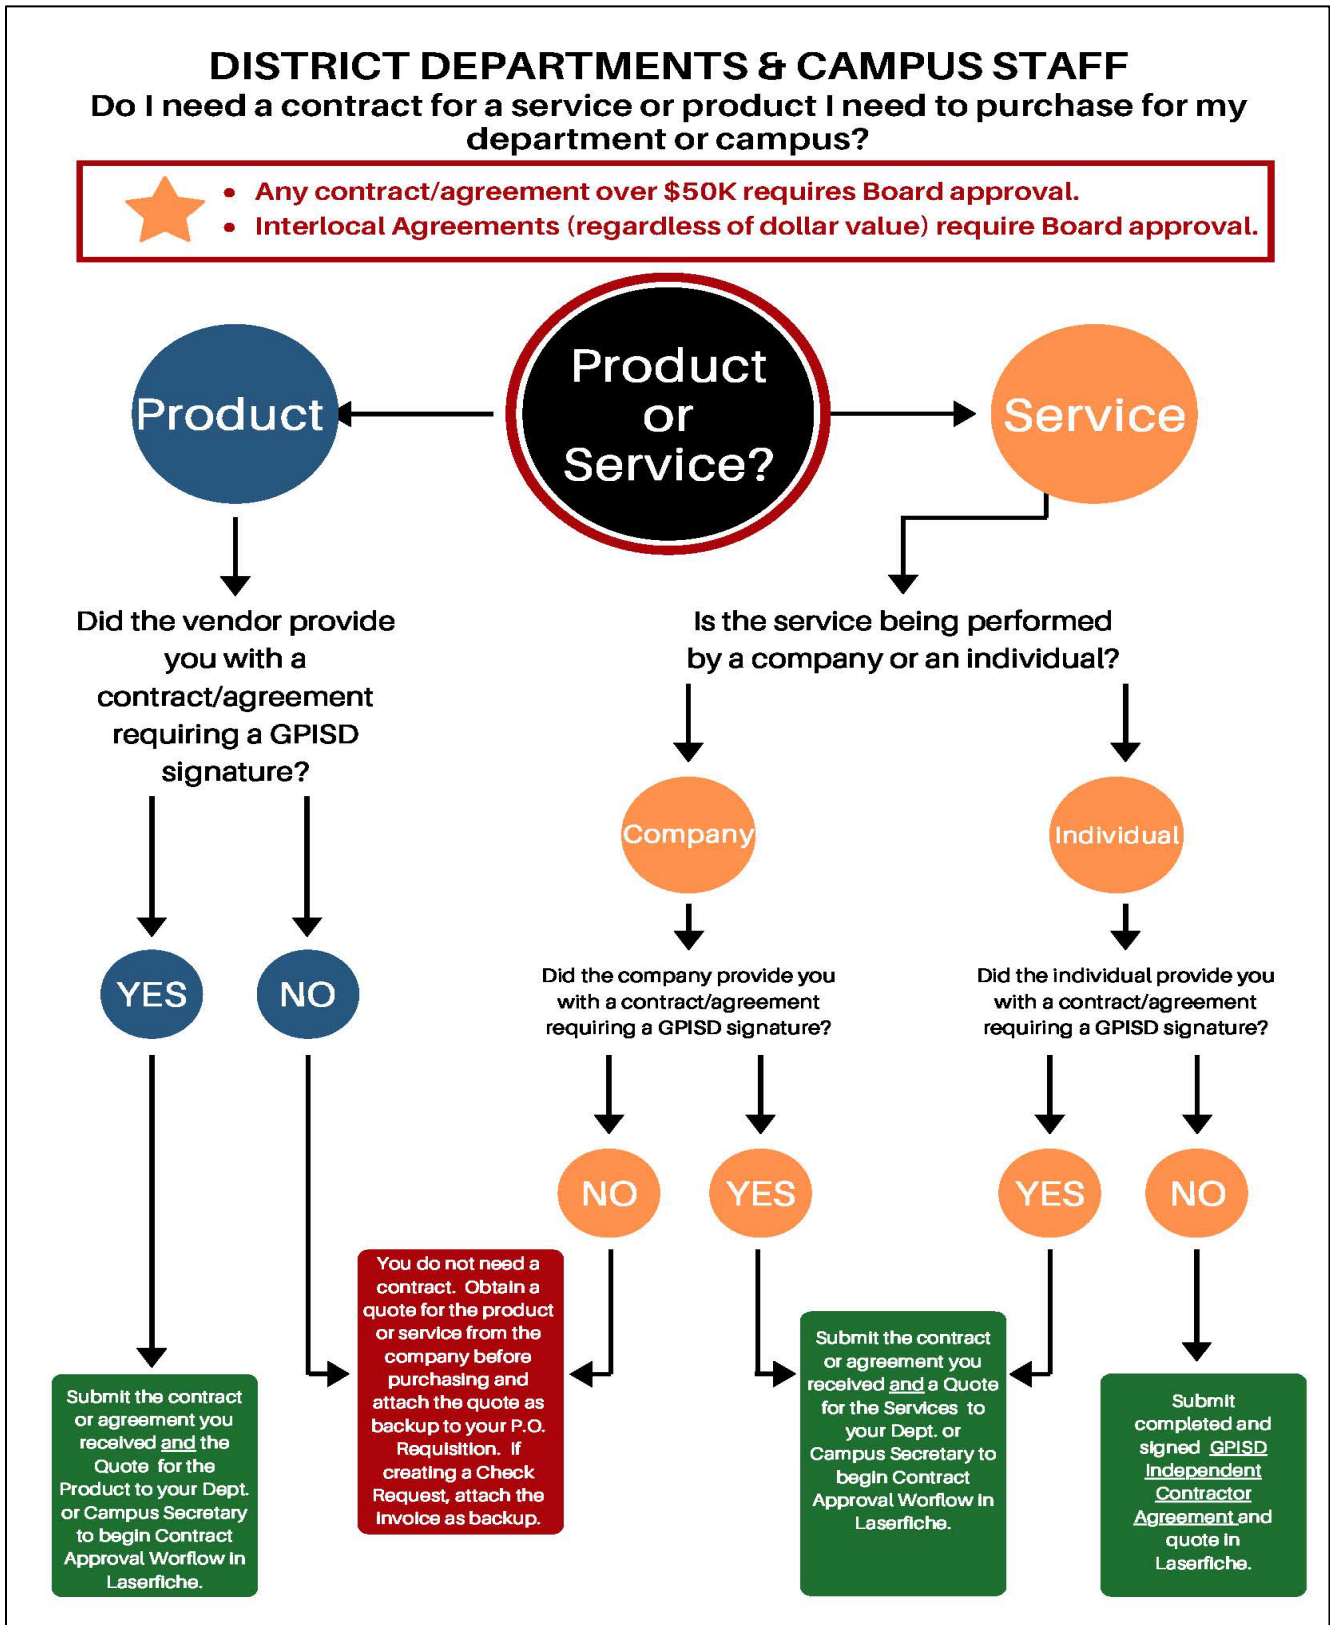 DISTRICT DEPARTMENTS & CAMPUS STAFF
Do I need a contract for a service or product I need to purchase for my
department or campus?
• Any contract/agreement over $50K requires Board approval.
• Interlocal Agreements (regardless of dollar value) require Board approval.
Product
or
Service?
Product
Service
Did the vendor provide
you with a
contract/agreement
requiring a GPISD
signature?
Is the service being performed
by a company or an individual?
Company
Individual
YES
NO
Did the company provide you
with a contract/agreement
requiring a GPISD signature?
Did the individual provide you
with a contract/agreement
requiring a GPISD signature?
NO
YES
YES
NO
Submit the contract
or agreement you
received and the
Quote for the
Product to your Dept.
or Campus Secretary
to begin Contract
Approval Worflow in
Laserfiche.
You do not need a
contract. Obtain a
quote for the product
or service from the
company before
purchasing and
attach the quote as
backup to your P.O.
Requisition. If
creating a Check
Request, attach the
invoice as backup.
Submit the contract
or agreement you
received and a Quote
for the Services to
your Dept. or
Campus Secretary to
begin Contract
Approval Worflow in
Laserfiche.
Submit
completed and
signed GPISD
Independent
Contractor
Agreement and
quote in
Laserfiche.